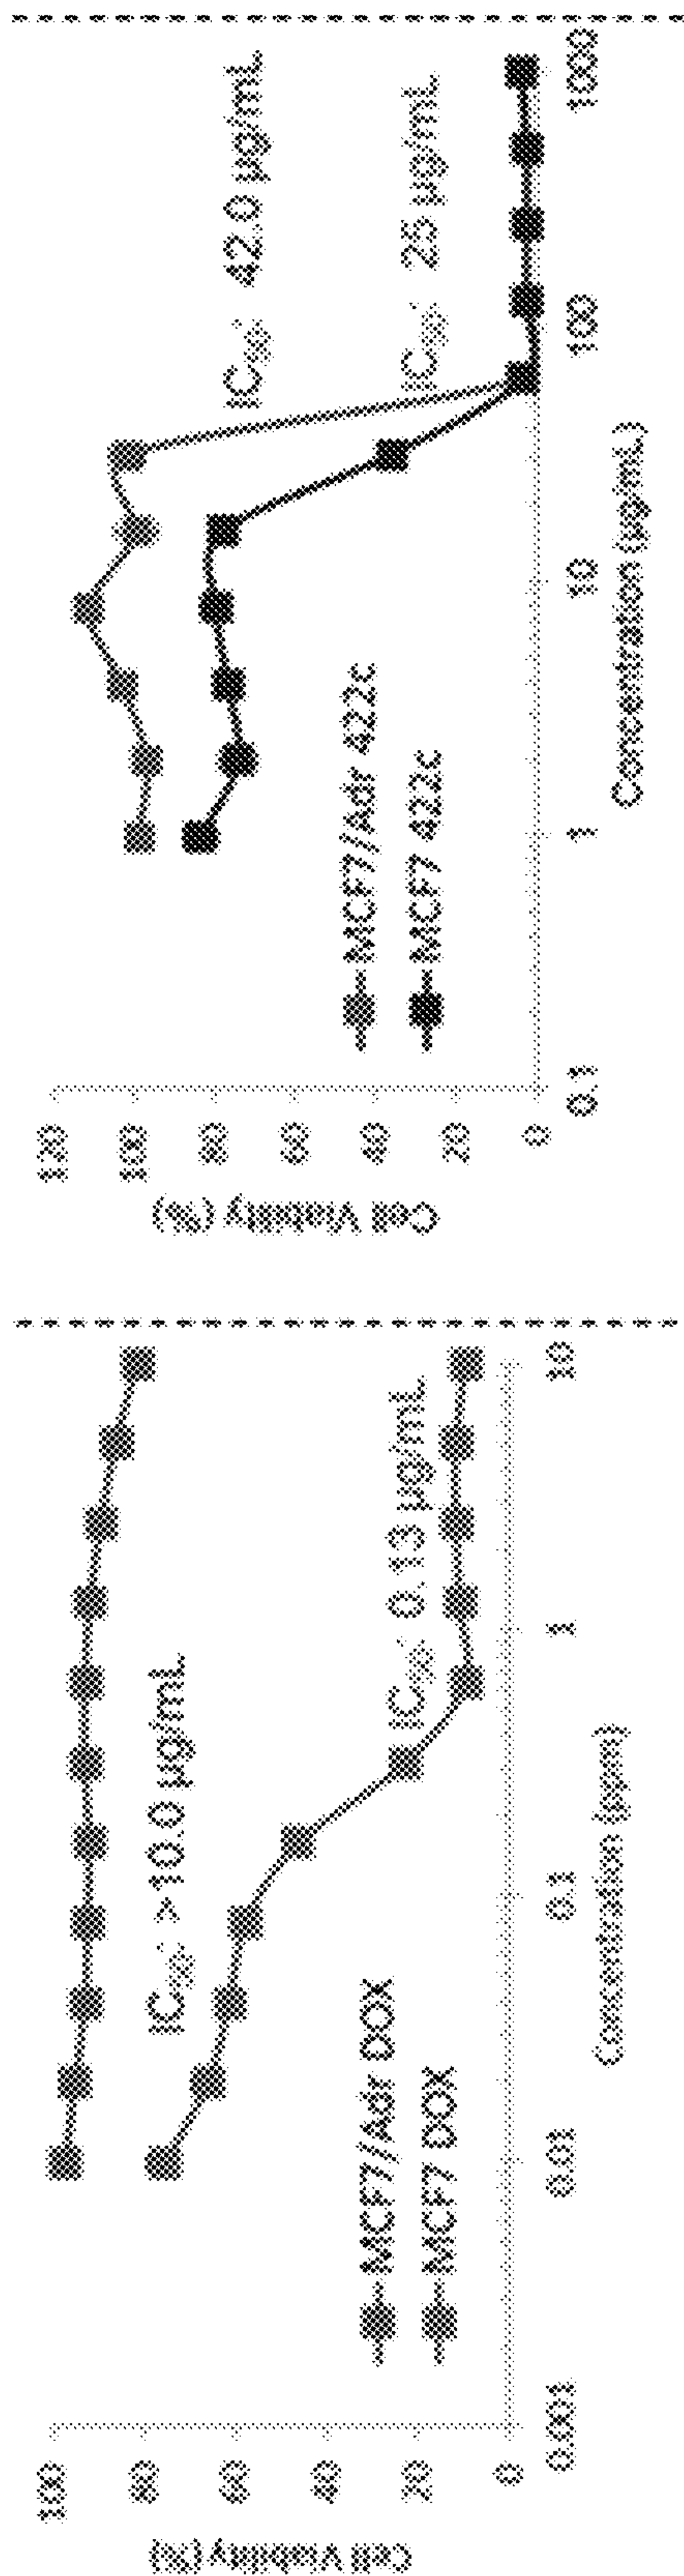 Cell Viability (%)
100
80
60
40
20
0
IC50: >10.0 µg/mL
IC50: 0.13 µg/mL
MCF7/Adr DOX
MCF7 DOX
0.001
0.01
0.1
1
10
Concentration (ppm)
Cell Viability (%)
120
100
80
60
40
20
0
IC50: 42.0 µg/mL
IC50: 25 µg/mL
MCF7/Adr 422c
MCF7 422c
0.1
1
10
100
1000
Concentration (µg/mL)